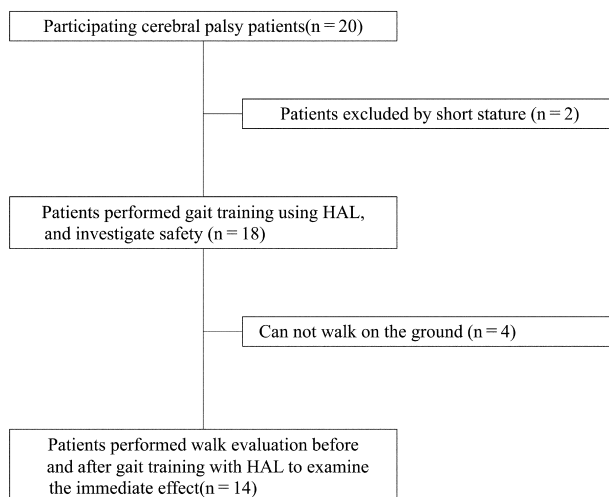 Participating cerebral palsy patients(n = 20)
Patients excluded by short stature (n = 2)
Patients performed gait training using HAL,
and investigate safety (n = 18)
Can not walk on the ground (n = 4)
Patients performed walk evaluation before
and after gait training with HAL to examine
the immediate effect(n = 14)